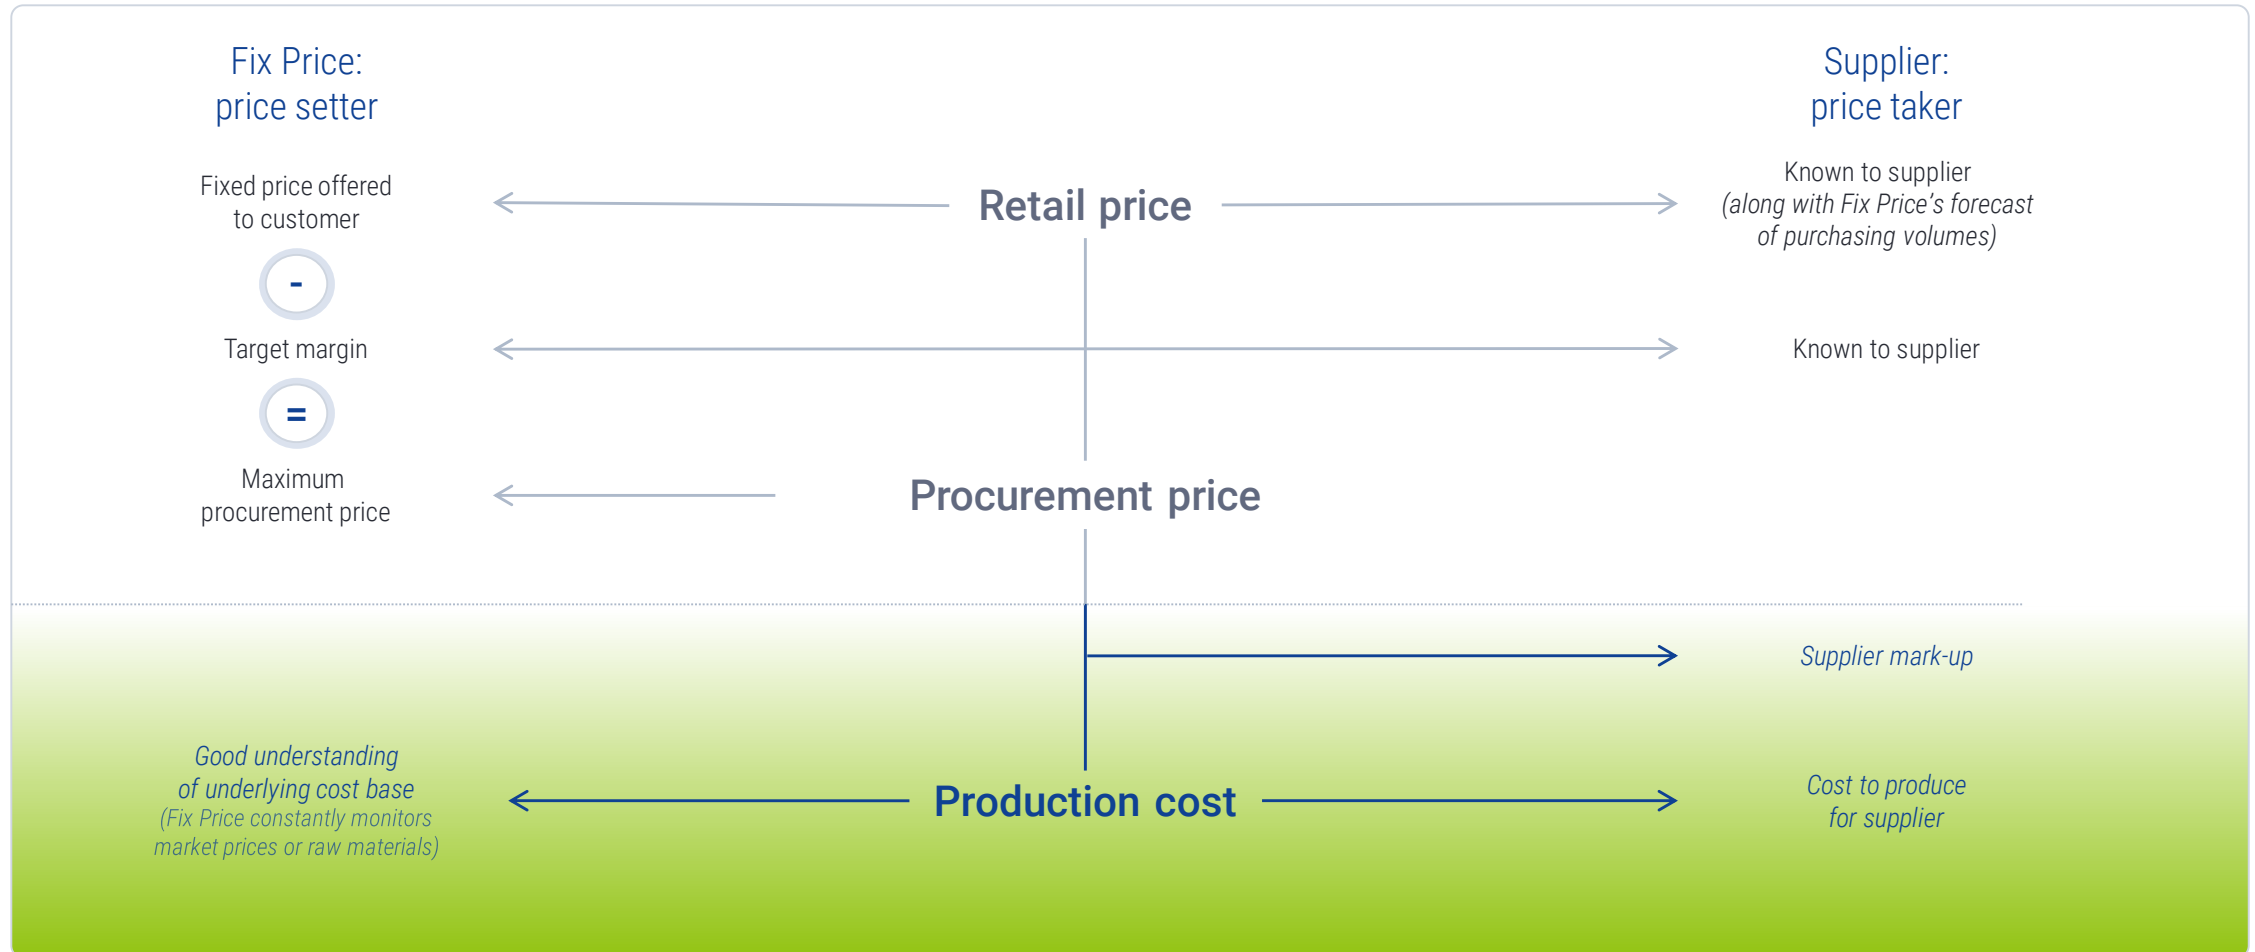 Fix Price:
price setter
Supplier:
price taker
Fixed price offered
to customer
Retail price
Known to supplier
(along with Fix Price’s forecast
of purchasing volumes)
-
Target margin
Known to supplier
=
Maximum
procurement price
Procurement price
Supplier mark-up
Good understanding
of underlying cost base
(Fix Price constantly monitors
market prices or raw materials)
Production cost
Cost to produce
for supplier